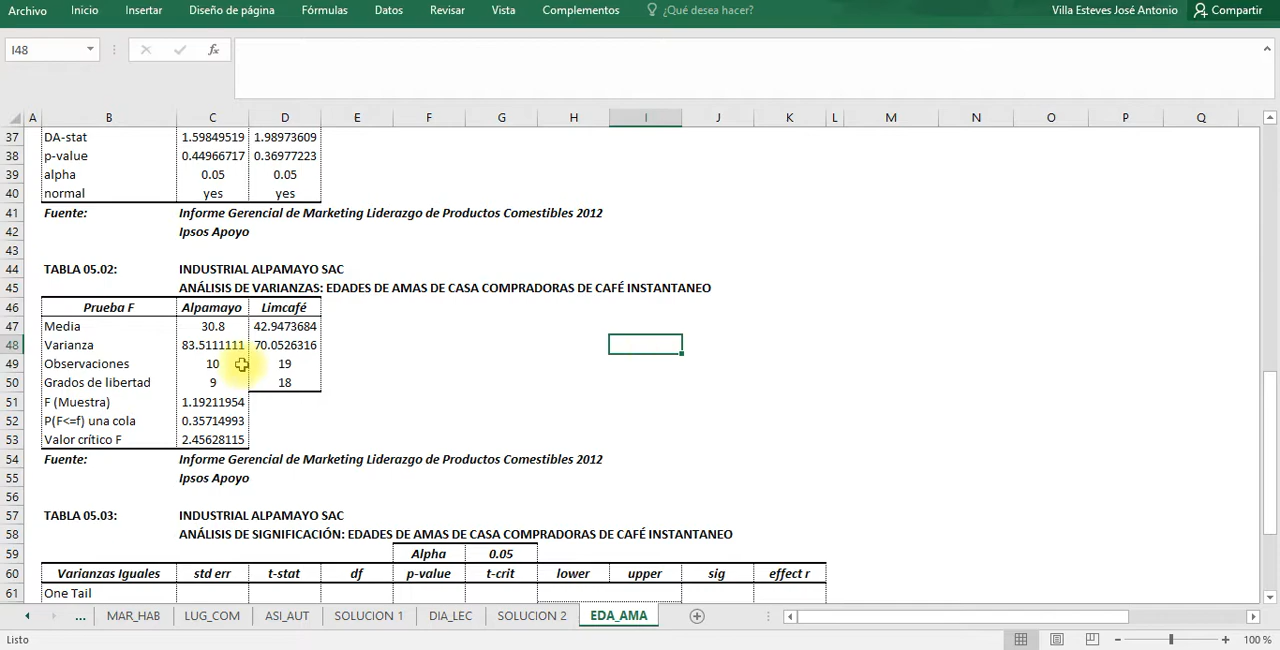 Archivo Inicio Insertar Diseño de página Fórmulas Datos Revisar Vista Complementos ¿Qué desea hacer? Villa Esteves José Antonio Compartir
I48 fx
A B C D E F G H I J K L M N O P Q
37 DA-stat 1.59849519 1.98973609
38 p-value 0.44966717 0.36977223
39 alpha 0.05 0.05
40 normal yes yes
41 Fuente: Informe Gerencial de Marketing Liderazgo de Productos Comestibles 2012
42 Ipsos Apoyo
43
44 TABLA 05.02: INDUSTRIAL ALPAMAYO SAC
45 ANÁLISIS DE VARIANZAS: EDADES DE AMAS DE CASA COMPRADORAS DE CAFÉ INSTANTANEO
46 Prueba F Alpamayo Limcafé
47 Media 30.8 42.9473684
48 Varianza 83.5111111 70.0526316
49 Observaciones 10 19
50 Grados de libertad 9 18
51 F (Muestra) 1.19211954
52 P(F<=f) una cola 0.35714993
53 Valor crítico F 2.45628115
54 Fuente: Informe Gerencial de Marketing Liderazgo de Productos Comestibles 2012
55 Ipsos Apoyo
56
57 TABLA 05.03: INDUSTRIAL ALPAMAYO SAC
58 ANÁLISIS DE SIGNIFICACIÓN: EDADES DE AMAS DE CASA COMPRADORAS DE CAFÉ INSTANTANEO
59 Alpha 0.05
60 Varianzas Iguales std err t-stat df p-value t-crit lower upper sig effect r
61 One Tail
... MAR_HAB LUG_COM ASI_AUT SOLUCION 1 DIA_LEC SOLUCION 2 EDA_AMA
Listo 100 %